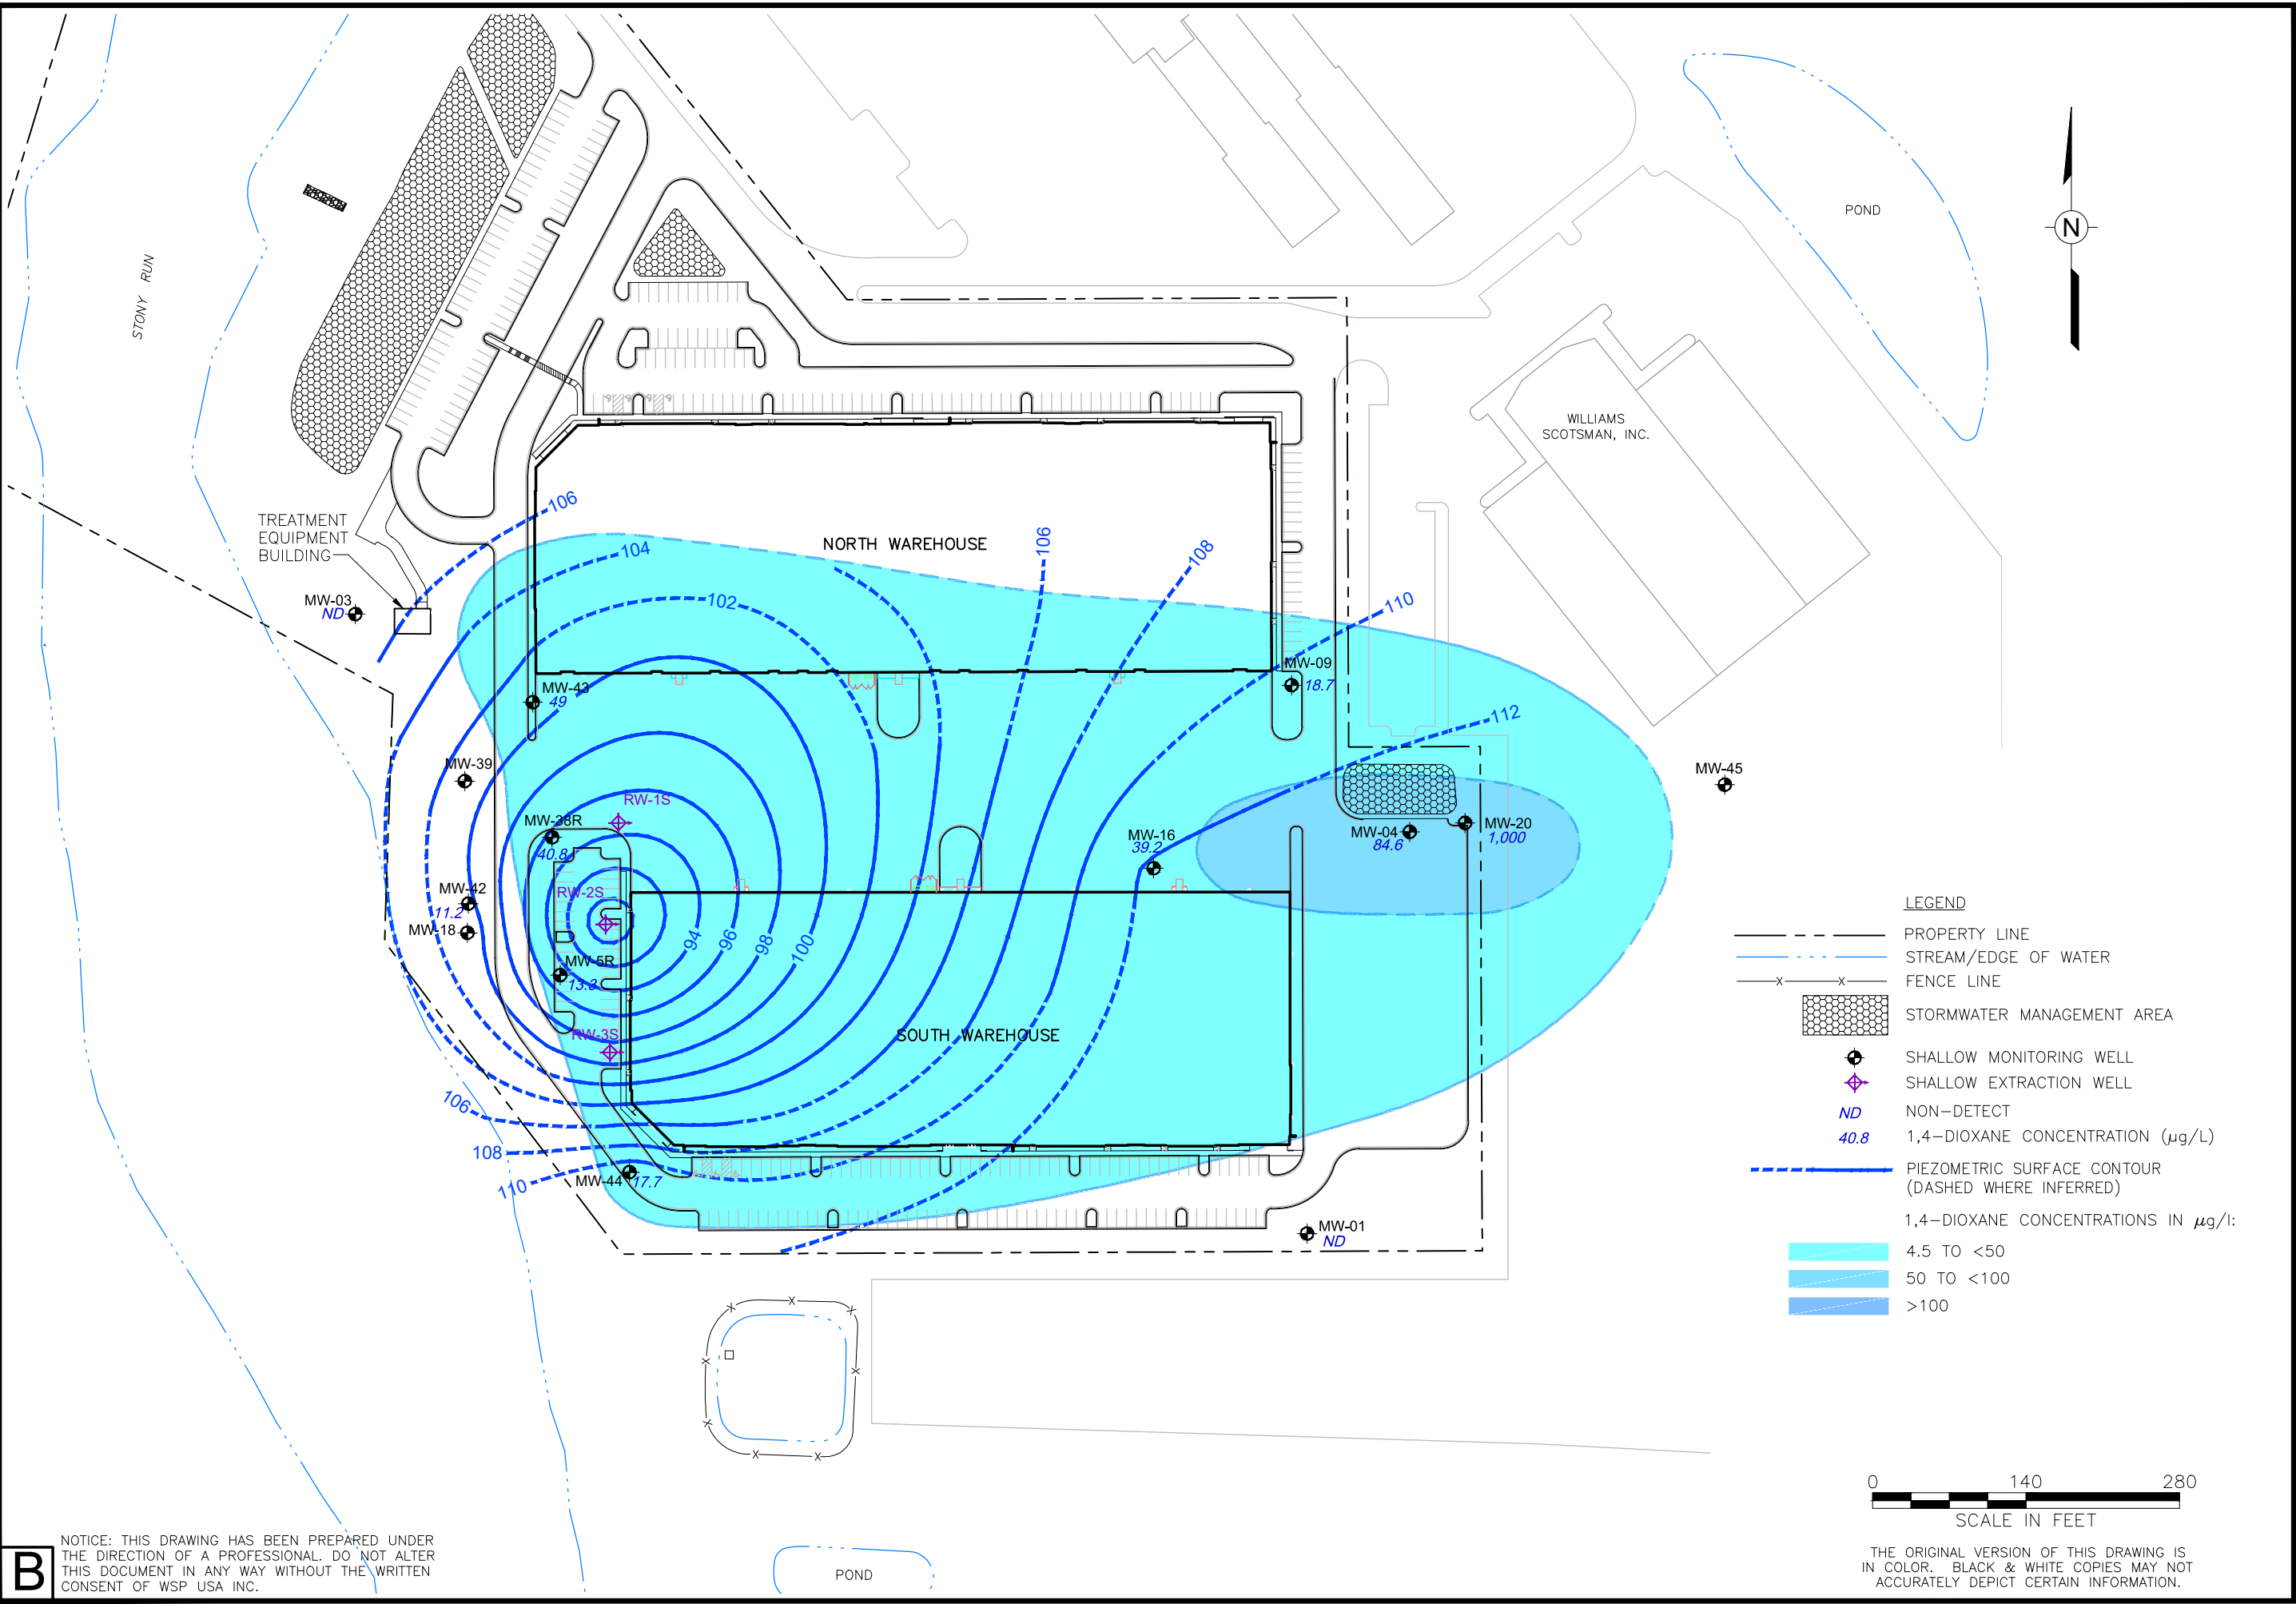 STONY RUN
POND
WILLIAMS
SCOTSMAN, INC.
N
TREATMENT
EQUIPMENT
BUILDING
106
104
NORTH WAREHOUSE
106
108
102
110
MW-03
ND
MW-43
49
MW-09
18.7
112
MW-39
MW-45
RW-1S
MW-38R
40.8
MW-16
39.2
MW-04
84.6
MW-20
1,000
MW-42
11.2
RW-2S
MW-18
94
96
98
100
MW-5R
13.3
RW-3S
SOUTH WAREHOUSE
106
108
110
MW-44
17.7
MW-01
ND
LEGEND
PROPERTY LINE
STREAM/EDGE OF WATER
X X
FENCE LINE
STORMWATER MANAGEMENT AREA
SHALLOW MONITORING WELL
SHALLOW EXTRACTION WELL
ND NON-DETECT
40.8 1,4-DIOXANE CONCENTRATION (µg/L)
PIEZOMETRIC SURFACE CONTOUR
(DASHED WHERE INFERRED)
1,4-DIOXANE CONCENTRATIONS IN µg/l:
4.5 TO <50
50 TO <100
>100
X X X
X X
X X X
POND
0 140 280
SCALE IN FEET
THE ORIGINAL VERSION OF THIS DRAWING IS
IN COLOR. BLACK & WHITE COPIES MAY NOT
ACCURATELY DEPICT CERTAIN INFORMATION.
B
NOTICE: THIS DRAWING HAS BEEN PREPARED UNDER
THE DIRECTION OF A PROFESSIONAL. DO NOT ALTER
THIS DOCUMENT IN ANY WAY WITHOUT THE WRITTEN
CONSENT OF WSP USA INC.